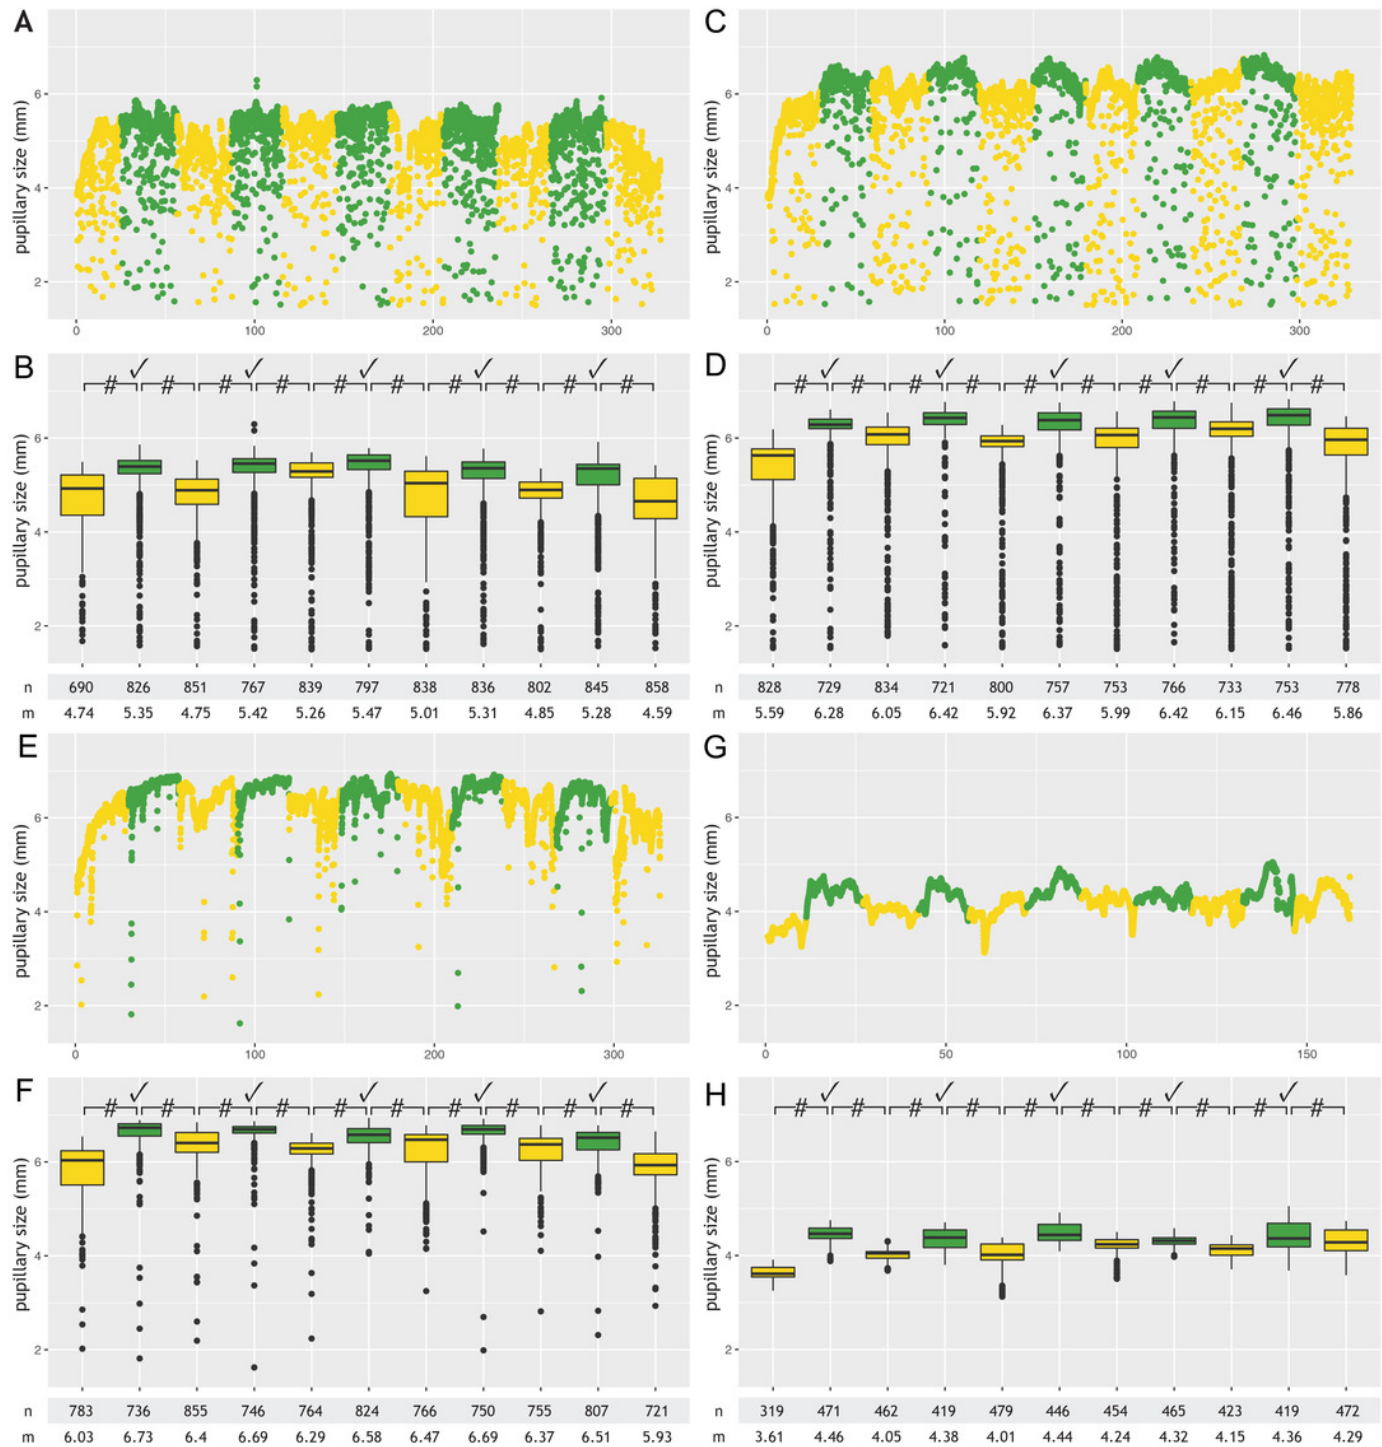 A
C
pupillary size (mm)
6
4
2
0
100
200
300
pupillary size (mm)
6
4
2
0
100
200
300
B
# # # # # # # # # #
✓ ✓ ✓ ✓ ✓
pupillary size (mm)
6
4
2
n 690 826 851 767 839 797 838 836 802 845 858
m 4.74 5.35 4.75 5.42 5.26 5.47 5.01 5.31 4.85 5.28 4.59
D
# # # # # # # # # #
✓ ✓ ✓ ✓ ✓
pupillary size (mm)
6
4
2
n 828 729 834 721 800 757 753 766 733 753 778
m 5.59 6.28 6.05 6.42 5.92 6.37 5.99 6.42 6.15 6.46 5.86
E
pupillary size (mm)
6
4
2
0
100
200
300
G
pupillary size (mm)
6
4
2
0
50
100
150
F
# # # # # # # # # #
✓ ✓ ✓ ✓ ✓
pupillary size (mm)
6
4
2
n 783 736 855 746 764 824 766 750 755 807 721
m 6.03 6.73 6.4 6.69 6.29 6.58 6.47 6.69 6.37 6.51 5.93
H
# # # # # # # # # #
✓ ✓ ✓ ✓ ✓
pupillary size (mm)
6
4
2
n 319 471 462 419 479 446 454 465 423 419 472
m 3.61 4.46 4.05 4.38 4.01 4.44 4.24 4.32 4.15 4.36 4.29